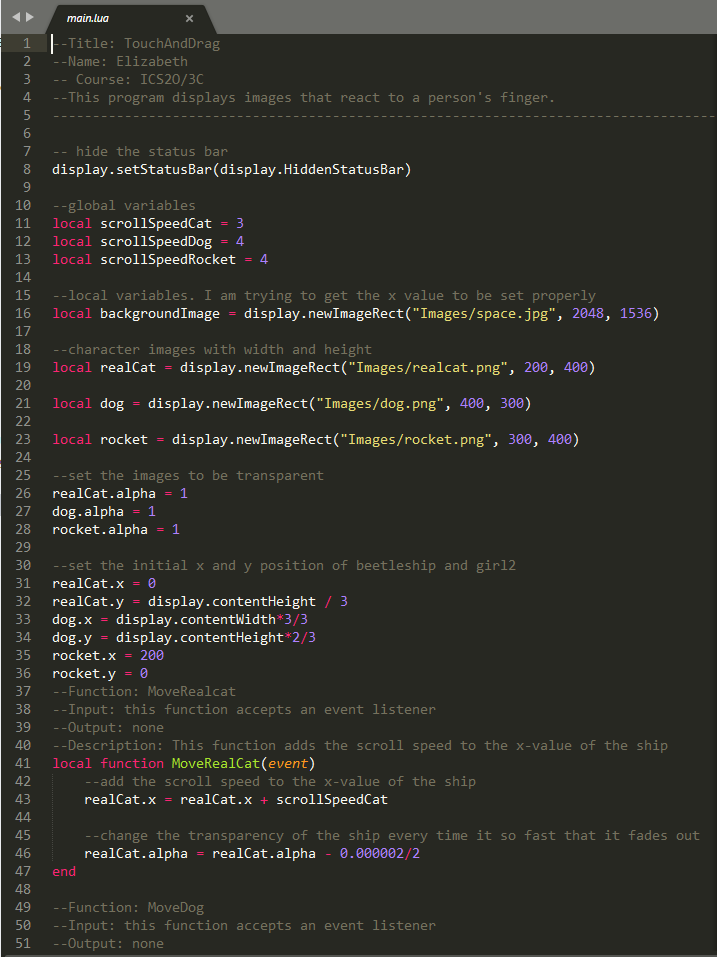 main.lua
1 --Title: TouchAndDrag
2 --Name: Elizabeth
3 -- Course: ICS2O/3C
4 --This program displays images that react to a person's finger.
5 -----------------------------------------------------------------------------------
6
7 -- hide the status bar
8 display.setStatusBar(display.HiddenStatusBar)
9
10 --global variables
11 local scrollSpeedCat = 3
12 local scrollSpeedDog = 4
13 local scrollSpeedRocket = 4
14
15 --local variables. I am trying to get the x value to be set properly
16 local backgroundImage = display.newImageRect("Images/space.jpg", 2048, 1536)
17
18 --character images with width and height
19 local realCat = display.newImageRect("Images/realcat.png", 200, 400)
20
21 local dog = display.newImageRect("Images/dog.png", 400, 300)
22
23 local rocket = display.newImageRect("Images/rocket.png", 300, 400)
24
25 --set the images to be transparent
26 realCat.alpha = 1
27 dog.alpha = 1
28 rocket.alpha = 1
29
30 --set the initial x and y position of beetleship and girl2
31 realCat.x = 0
32 realCat.y = display.contentHeight / 3
33 dog.x = display.contentWidth*3/3
34 dog.y = display.contentHeight*2/3
35 rocket.x = 200
36 rocket.y = 0
37 --Function: MoveRealcat
38 --Input: this function accepts an event listener
39 --Output: none
40 --Description: This function adds the scroll speed to the x-value of the ship
41 local function MoveRealCat(event)
42 --add the scroll speed to the x-value of the ship
43 realCat.x = realCat.x + scrollSpeedCat
44
45 --change the transparency of the ship every time it so fast that it fades out
46 realCat.alpha = realCat.alpha - 0.000002/2
47 end
48
49 --Function: MoveDog
50 --Input: this function accepts an event listener
51 --Output: none